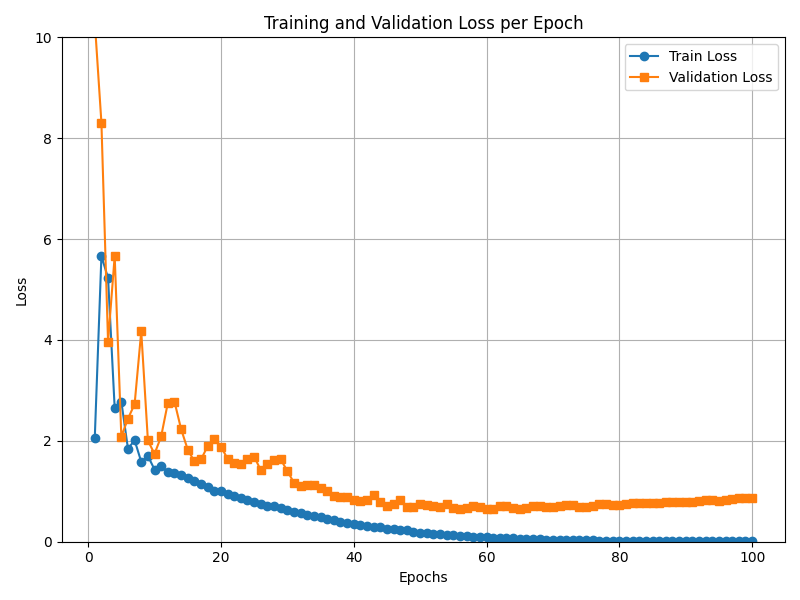 Training and Validation Loss per Epoch
Train Loss
Validation Loss
Loss
10
8
6
4
2
0
0 20 40 60 80 100
Epochs